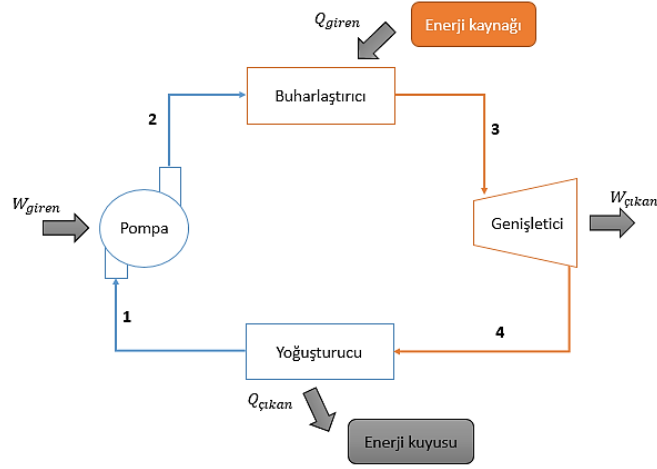 Q_giren
Enerji kaynağı
Buharlaştırıcı
2
3
W_giren
Pompa
Genişletici
W_çıkan
1
4
Yoğuşturucu
Q_çıkan
Enerji kuyusu